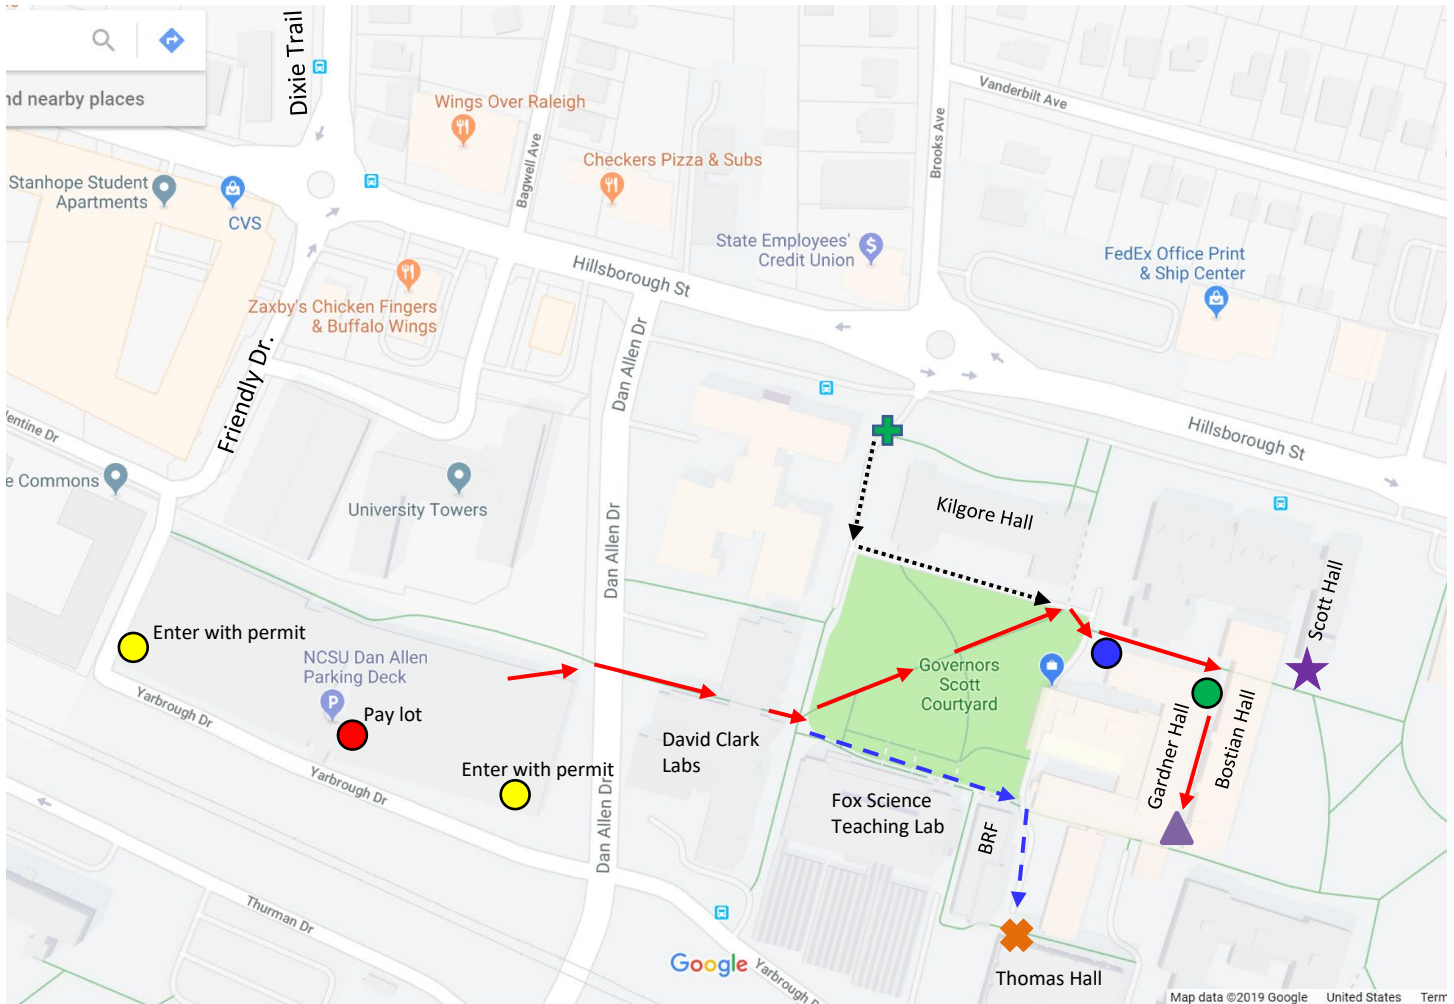 Dixie Trail
nd nearby places
Wings Over Raleigh
Vanderbilt Ave
Bagwell Ave
Brooks Ave
Checkers Pizza & Subs
Stanhope Student
Apartments
CVS
State Employees'
Credit Union
FedEx Office Print
& Ship Center
Hillsborough St
Zaxby's Chicken Fingers
& Buffalo Wings
Friendly Dr.
Dan Allen Dr
Hillsborough St
lentine Dr
e Commons
University Towers
Kilgore Hall
Dan Allen Dr
Scott Hall
Enter with permit
NCSU Dan Allen
Parking Deck
P
Pay lot
Governors
Scott
Courtyard
Yarbrough Dr
David Clark
Labs
Gardner Hall
Bostian Hall
Enter with permit
Yarbrough Dr
Dan Allen Dr
Fox Science
Teaching Lab
BRF
Thurman Dr
Google
Yarbrough D
Thomas Hall
Map data ©2019 Google United States Term